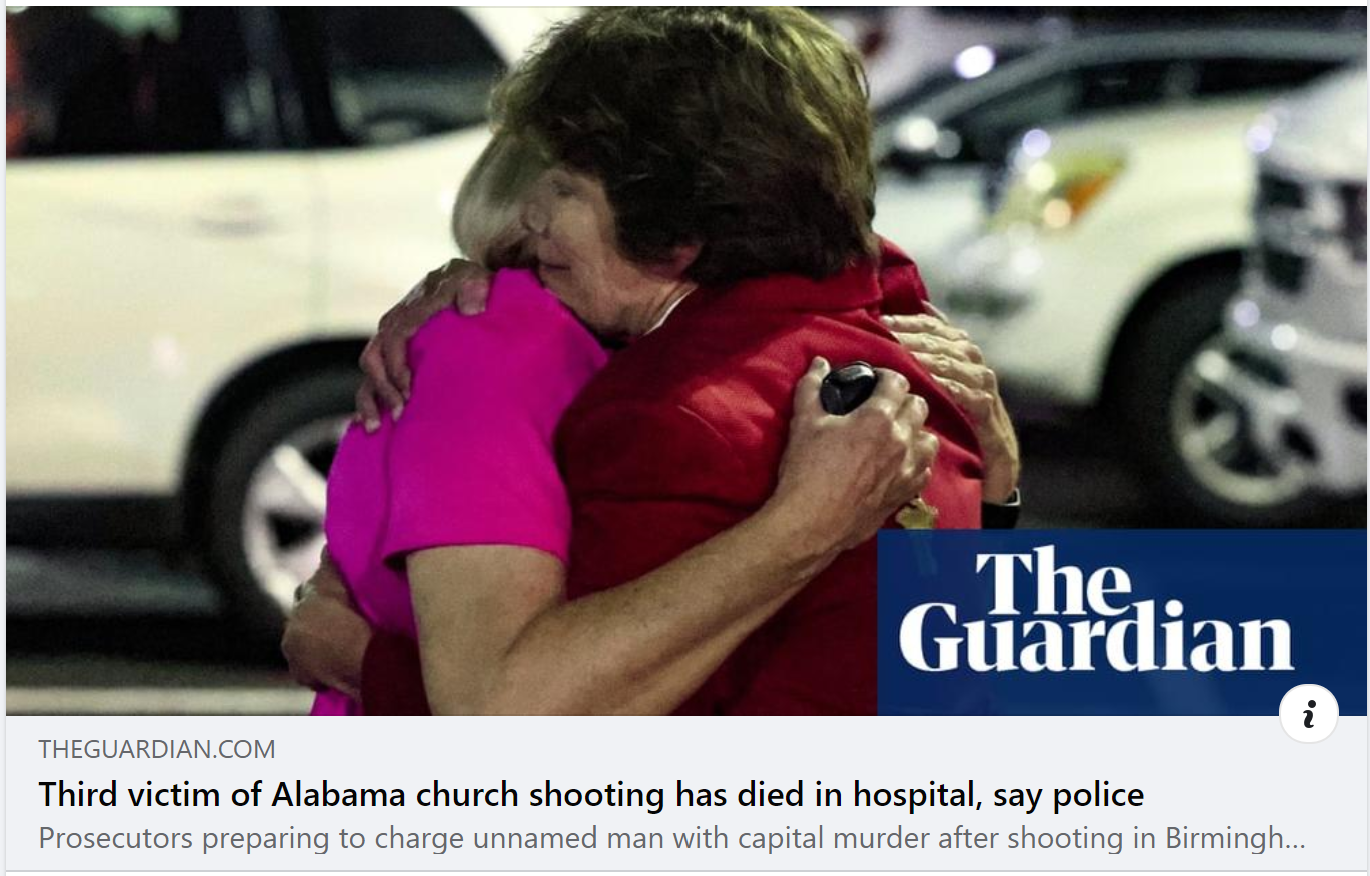 The
Guardian
i
THEGUARDIAN.COM
Third victim of Alabama church shooting has died in hospital, say police
Prosecutors preparing to charge unnamed man with capital murder after shooting in Birmingh...